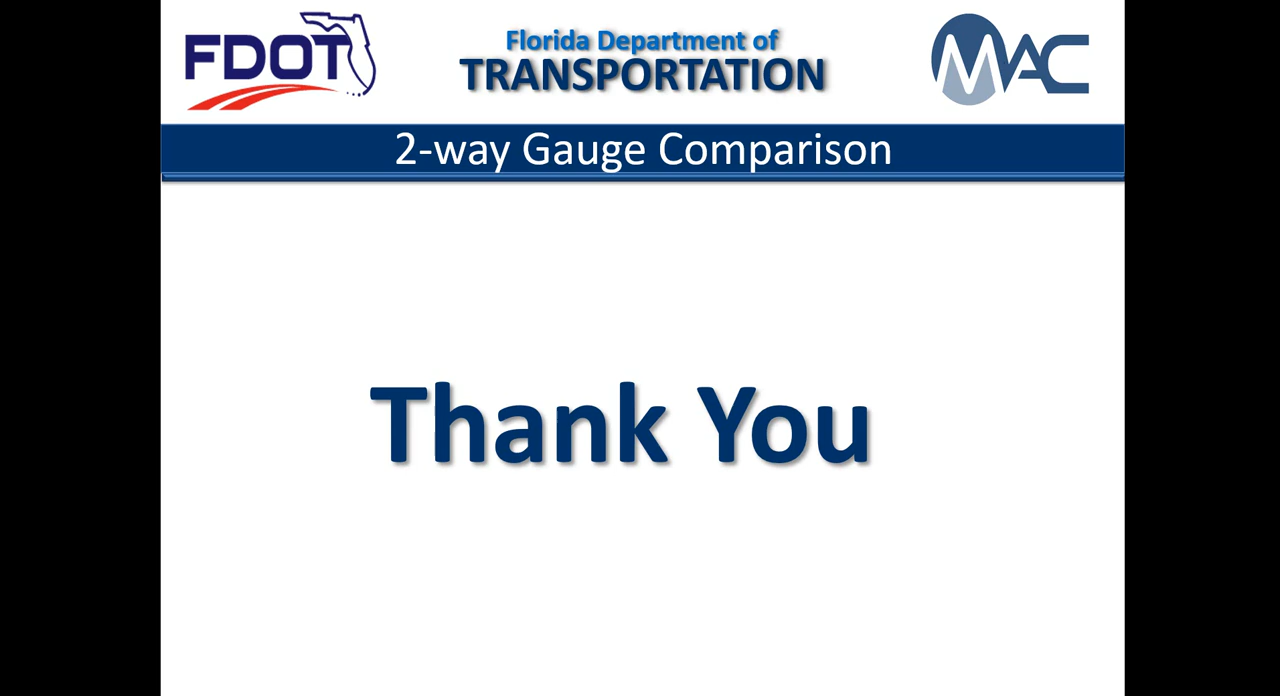 FDOT
Florida Department of
TRANSPORTATION
MAC
2-way Gauge Comparison
Thank You